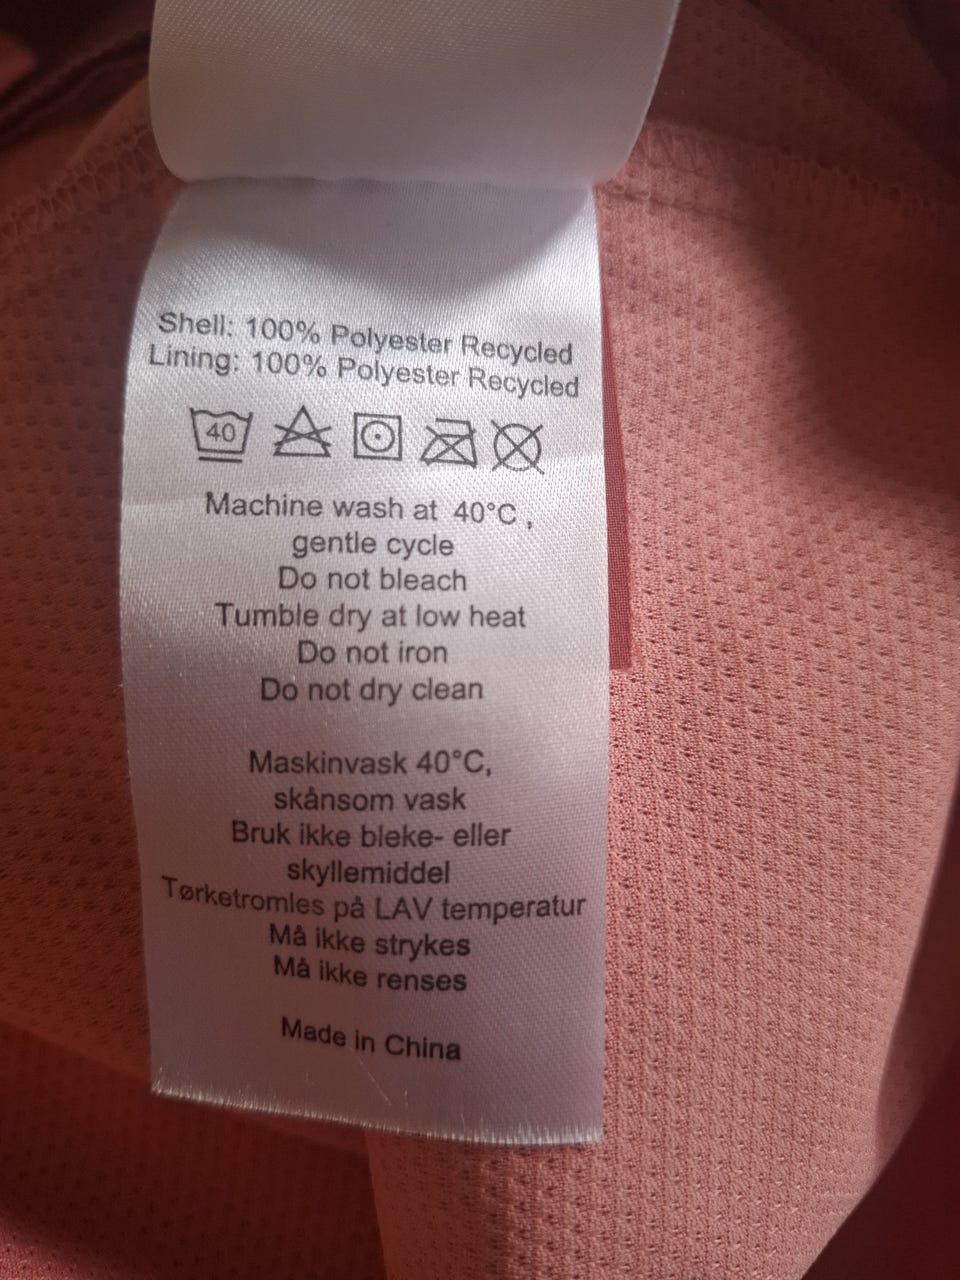 Shell: 100% Polyester Recycled
Lining: 100% Polyester Recycled
40
Machine wash at 40°C ,
gentle cycle
Do not bleach
Tumble dry at low heat
Do not iron
Do not dry clean
Maskinvask 40°C,
skånsom vask
Bruk ikke bleke- eller
skyllemiddel
Tørketromles på LAV temperatur
Må ikke strykes
Må ikke renses
Made in China